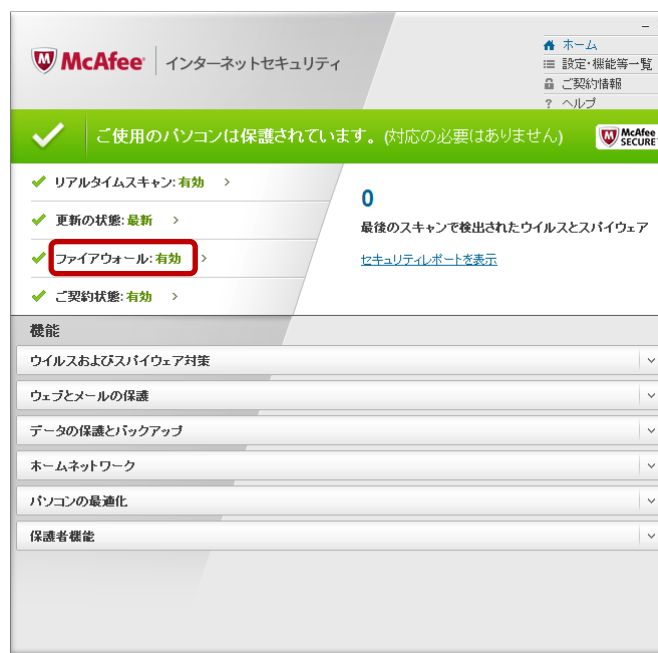 McAfee インターネットセキュリティ
ホーム
設定・機能等一覧
ご契約情報
? ヘルプ
ご使用のパソコンは保護されています。(対応の必要はありません)
McAfee SECURE
リアルタイムスキャン:有効 >
更新の状態:最新 >
ファイアウォール:有効 >
ご契約状態:有効 >
0
最後のスキャンで検出されたウイルスとスパイウェア
セキュリティレポートを表示
機能
ウイルスおよびスパイウェア対策
ウェブとメールの保護
データの保護とバックアップ
ホームネットワーク
パソコンの最適化
保護者機能